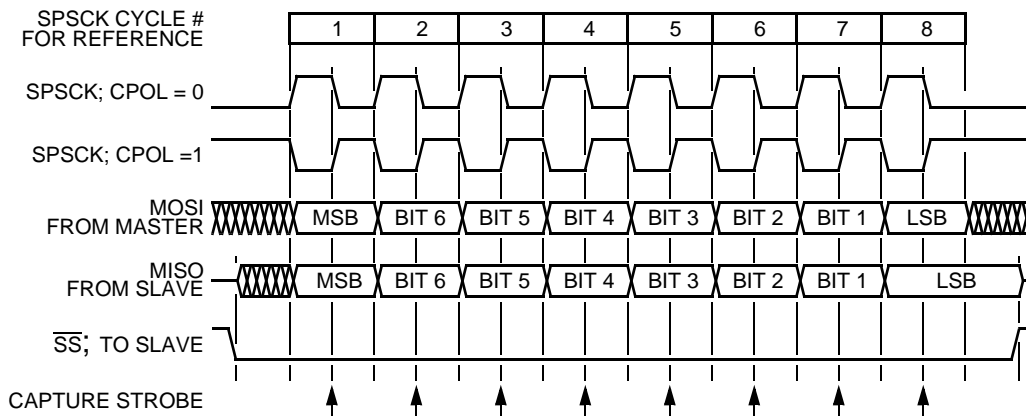 SPSCK CYCLE #
FOR REFERENCE
1 2 3 4 5 6 7 8
SPSCK; CPOL = 0
SPSCK; CPOL =1
MOSI
FROM MASTER
MSB BIT 6 BIT 5 BIT 4 BIT 3 BIT 2 BIT 1 LSB
MISO
FROM SLAVE
MSB BIT 6 BIT 5 BIT 4 BIT 3 BIT 2 BIT 1 LSB
SS; TO SLAVE
CAPTURE STROBE